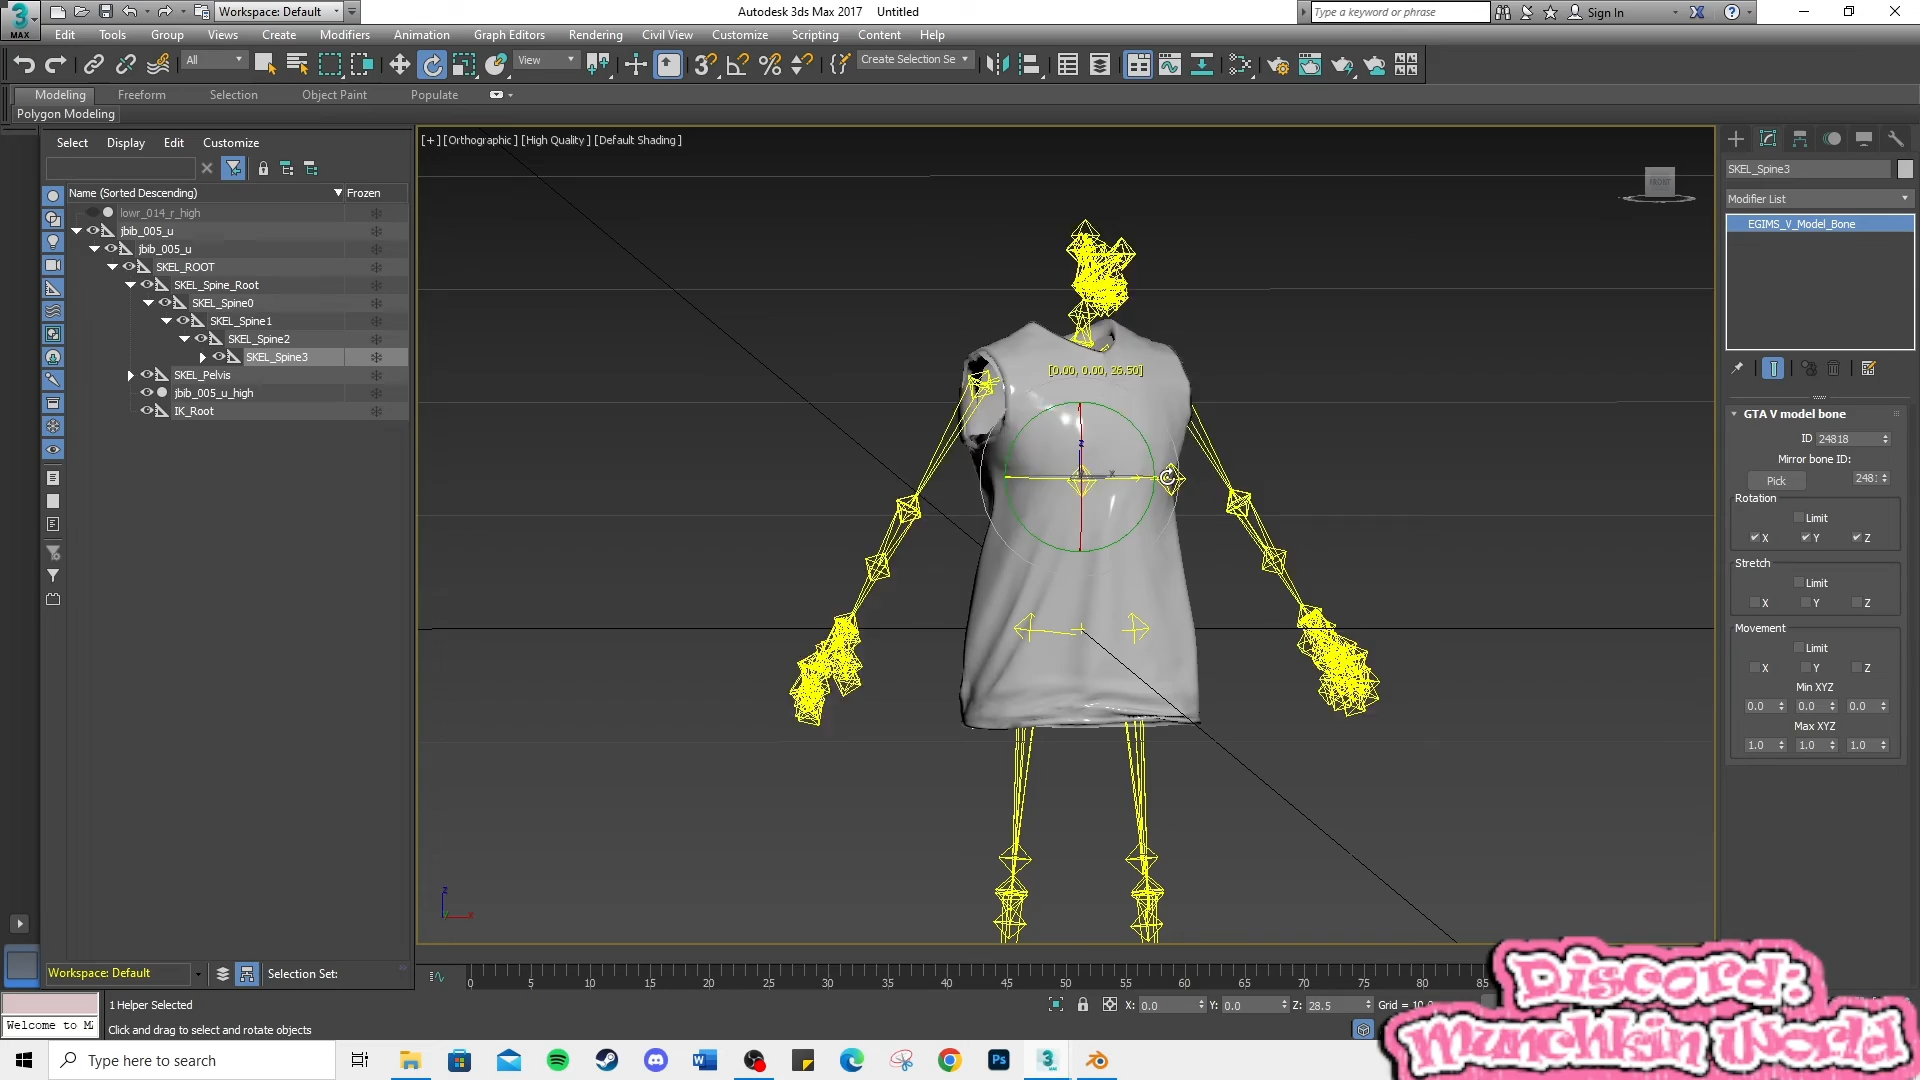 3 MAX Workspace: Default Autodesk 3ds Max 2017 Untitled Type a keyword or phrase Sign In
Edit Tools Group Views Create Modifiers Animation Graph Editors Rendering Civil View Customize Scripting Content Help
All View Create Selection Se
Modeling Freeform Selection Object Paint Populate
Polygon Modeling
Select Display Edit Customize
Name (Sorted Descending) Frozen
lowr_014_r_high
jbib_005_u
jbib_005_u
SKEL_ROOT
SKEL_Spine_Root
SKEL_Spine0
SKEL_Spine1
SKEL_Spine2
SKEL_Spine3
SKEL_Pelvis
jbib_005_u_high
IK_Root
[+] [Orthographic] [High Quality] [Default Shading]
FRONT
[0.00, 0.00, 26.50]
z
x
z
x
SKEL_Spine3
Modifier List
EGIMS_V_Model_Bone
GTA V model bone
ID 24818
Mirror bone ID:
Pick 2481
Rotation
Limit
X Y Z
Stretch
Limit
X Y Z
Movement
Limit
X Y Z
Min XYZ
0.0 0.0 0.0
Max XYZ
1.0 1.0 1.0
Workspace: Default Selection Set:
0 5 10 15 20 25 30 35 40 45 50 55 60 65 70 75 80 85
1 Helper Selected X: 0.0 Y: 0.0 Z: 28.5 Grid = 10.0
Welcome to M Click and drag to select and rotate objects
Discord:
Munchkin World
Type here to search